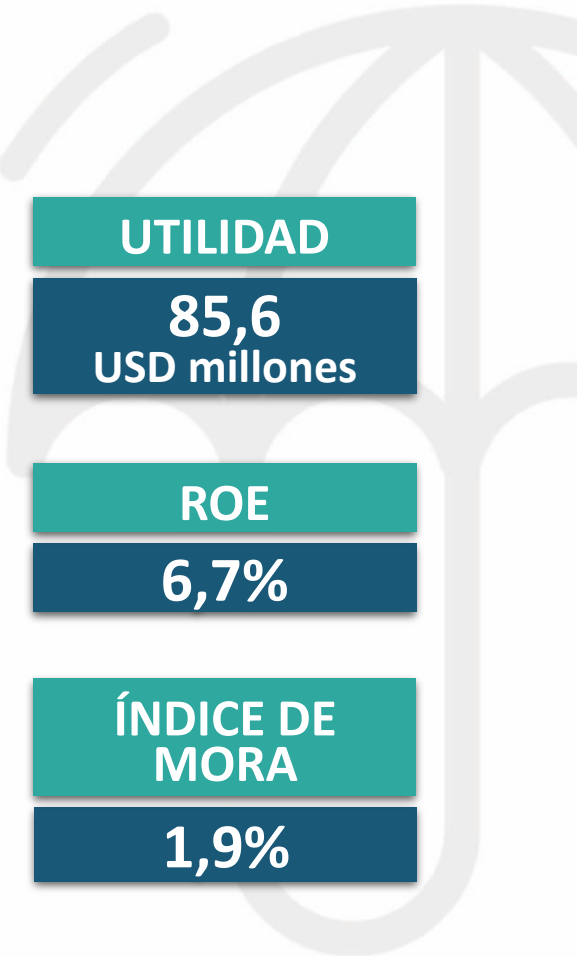 UTILIDAD
85,6
USD millones
ROE
6,7%
ÍNDICE DE
MORA
1,9%